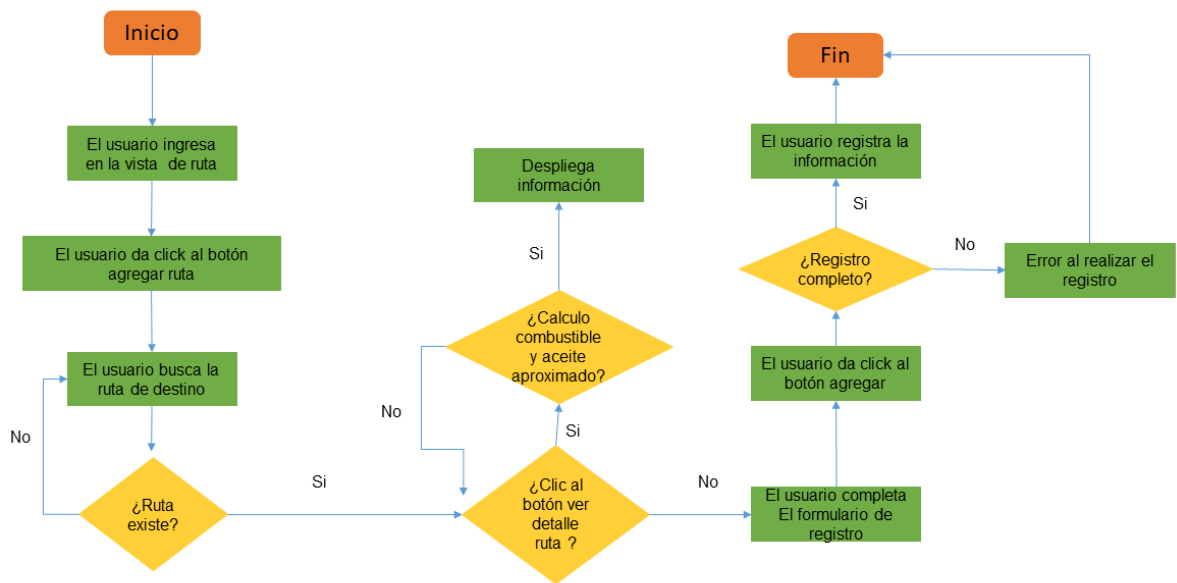 Inicio
El usuario ingresa
en la vista de ruta
El usuario da click al botón
agregar ruta
El usuario busca la
ruta de destino
No
¿Ruta
existe?
Si
Despliega
información
Si
¿Calculo
combustible
y aceite
aproximado?
No
Si
¿Clic al
botón ver
detalle
ruta ?
No
El usuario completa
El formulario de
registro
El usuario da click al
botón agregar
¿Registro
completo?
No
Error al realizar el
registro
Si
El usuario registra la
información
Fin